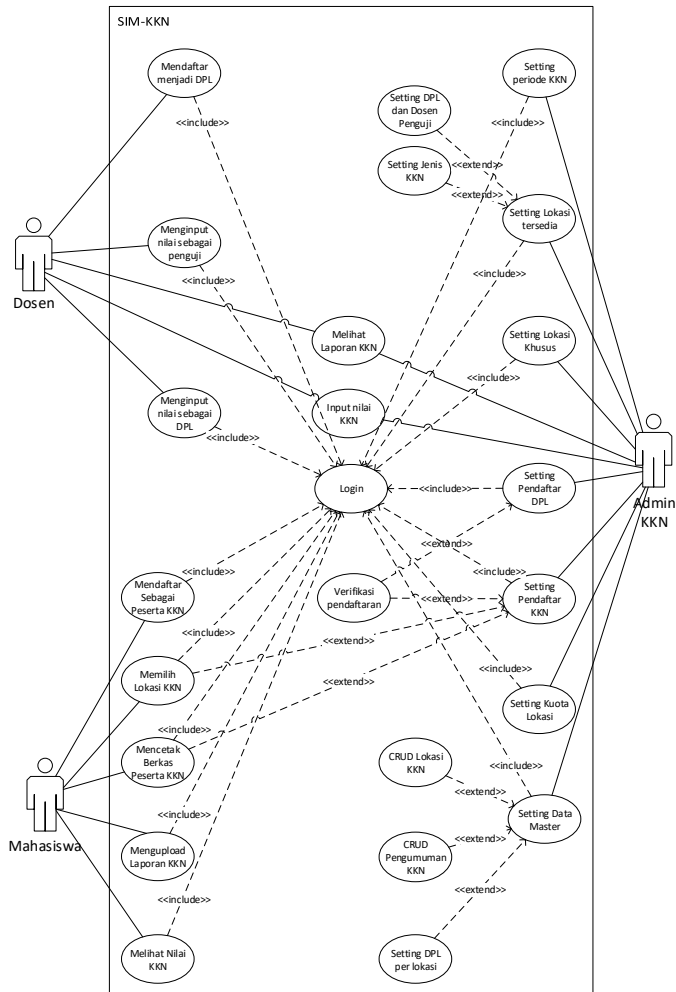 SIM-KKN
Mendaftar
menjadi DPL
Setting
periode KKN
Setting DPL
dan Dosen
Penguji
<<include>>
<<include>>
Setting Jenis
KKN
<<extend>>
<<extend>>
Setting Lokasi
tersedia
Menginput
nilai sebagai
penguji
<<include>>
<<include>>
Dosen
Melihat
Laporan KKN
Setting Lokasi
Khusus
<<include>>
Menginput
nilai sebagai
DPL
Input nilai
KKN
<<include>>
Login
<<include>>
Setting
Pendaftar
DPL
Admin
KKN
<<extend>>
Mendaftar
Sebagai
Peserta KKN
<<include>>
Verifikasi
pendaftaran
<<include>>
<<extend>>
Setting
Pendaftar
KKN
<<include>>
<<extend>>
Memilih
Lokasi KKN
<<extend>>
<<include>>
Setting Kuota
Lokasi
<<include>>
Mencetak
Berkas
Peserta KKN
CRUD Lokasi
KKN
<<include>>
<<extend>>
Mahasiswa
<<include>>
Setting Data
Master
Mengupload
Laporan KKN
CRUD
Pengumuman
KKN
<<extend>>
<<include>>
<<extend>>
Melihat Nilai
KKN
Setting DPL
per lokasi